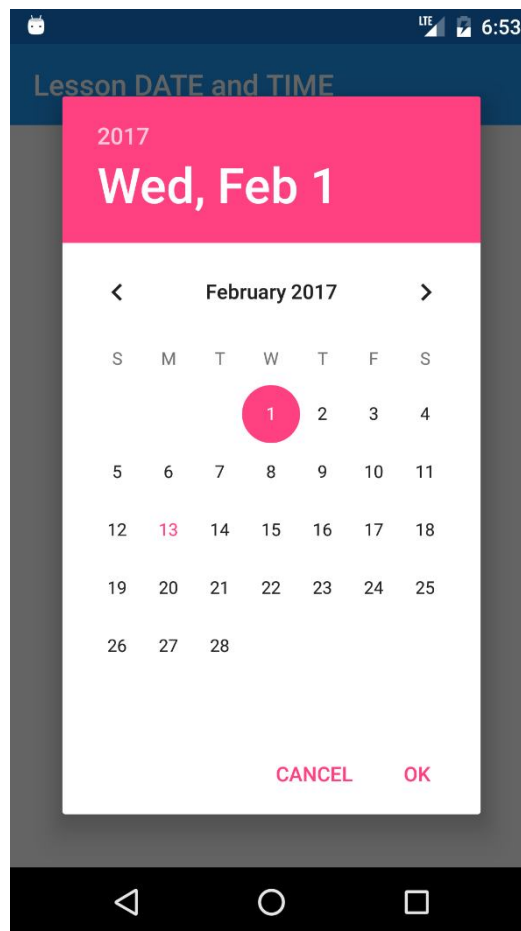 LTE 6:53
Lesson DATE and TIME
2017
Wed, Feb 1
February 2017
S M T W T F S
1 2 3 4
5 6 7 8 9 10 11
12 13 14 15 16 17 18
19 20 21 22 23 24 25
26 27 28
CANCEL OK